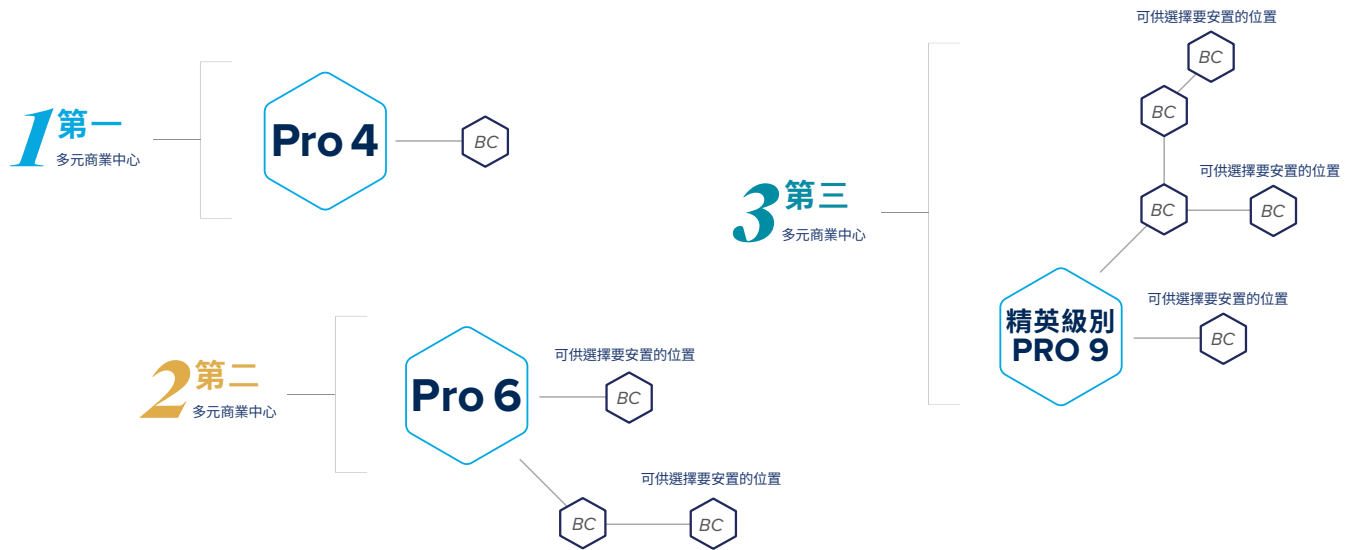 1 第一
多元商業中心
Pro 4
BC
2 第二
多元商業中心
Pro 6
可供選擇要安置的位置
BC
可供選擇要安置的位置
BC
BC
3 第三
多元商業中心
可供選擇要安置的位置
BC
BC
可供選擇要安置的位置
BC
BC
可供選擇要安置的位置
精英級別
PRO 9
BC